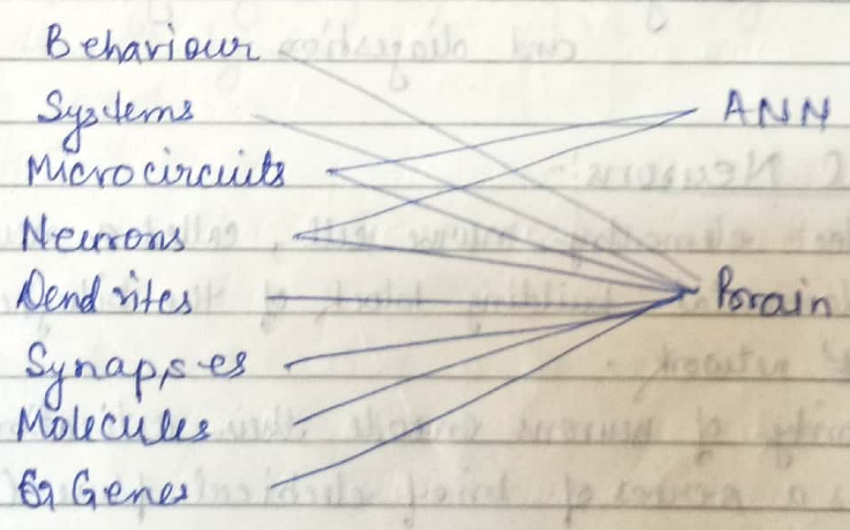 Behaviour
Systems
ANN
Microcircuits
Neurons
Dendrites
Brain
Synapses
Molecules
Genes